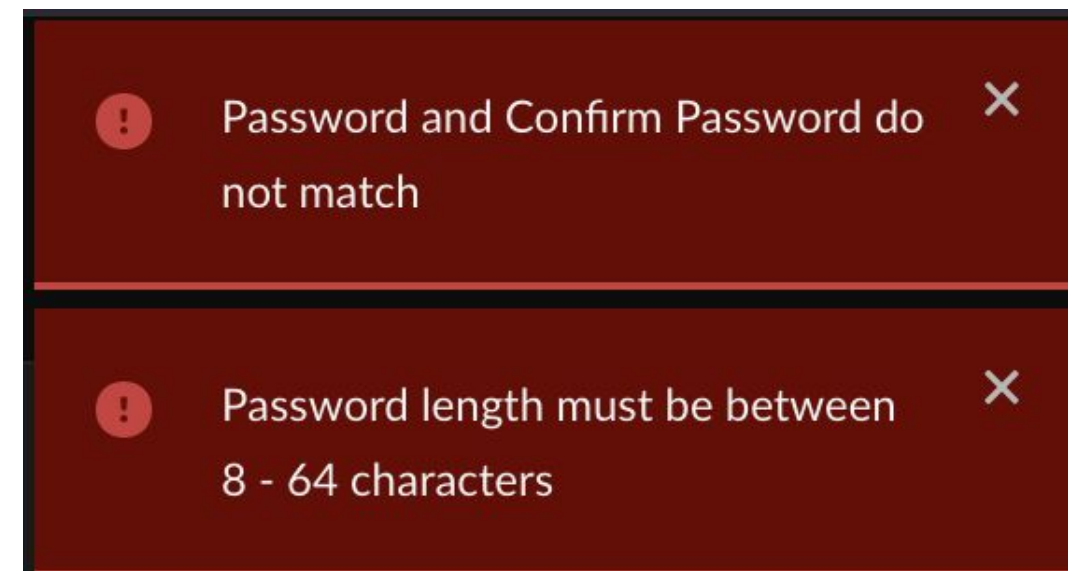 Password and Confirm Password do
not match
Password length must be between
8 - 64 characters